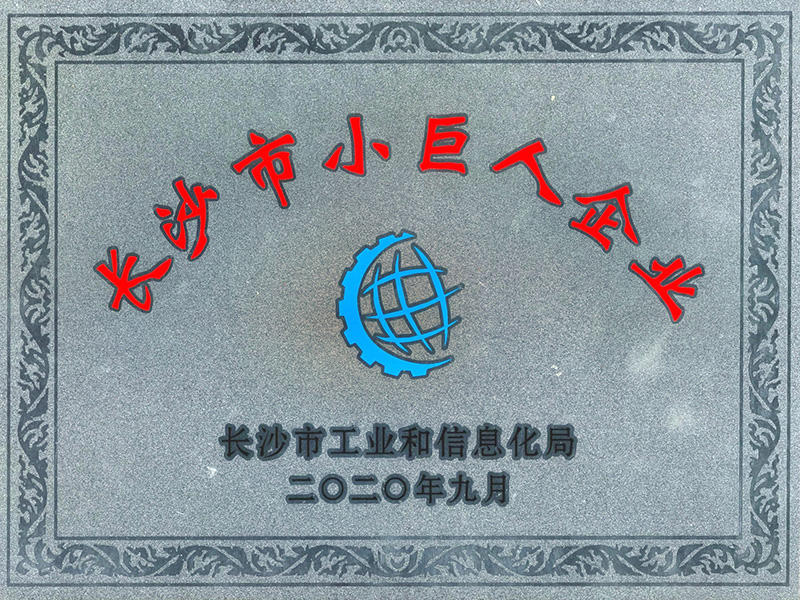 长沙市小巨人企业
长沙市工业和信息化局
二〇二〇年九月